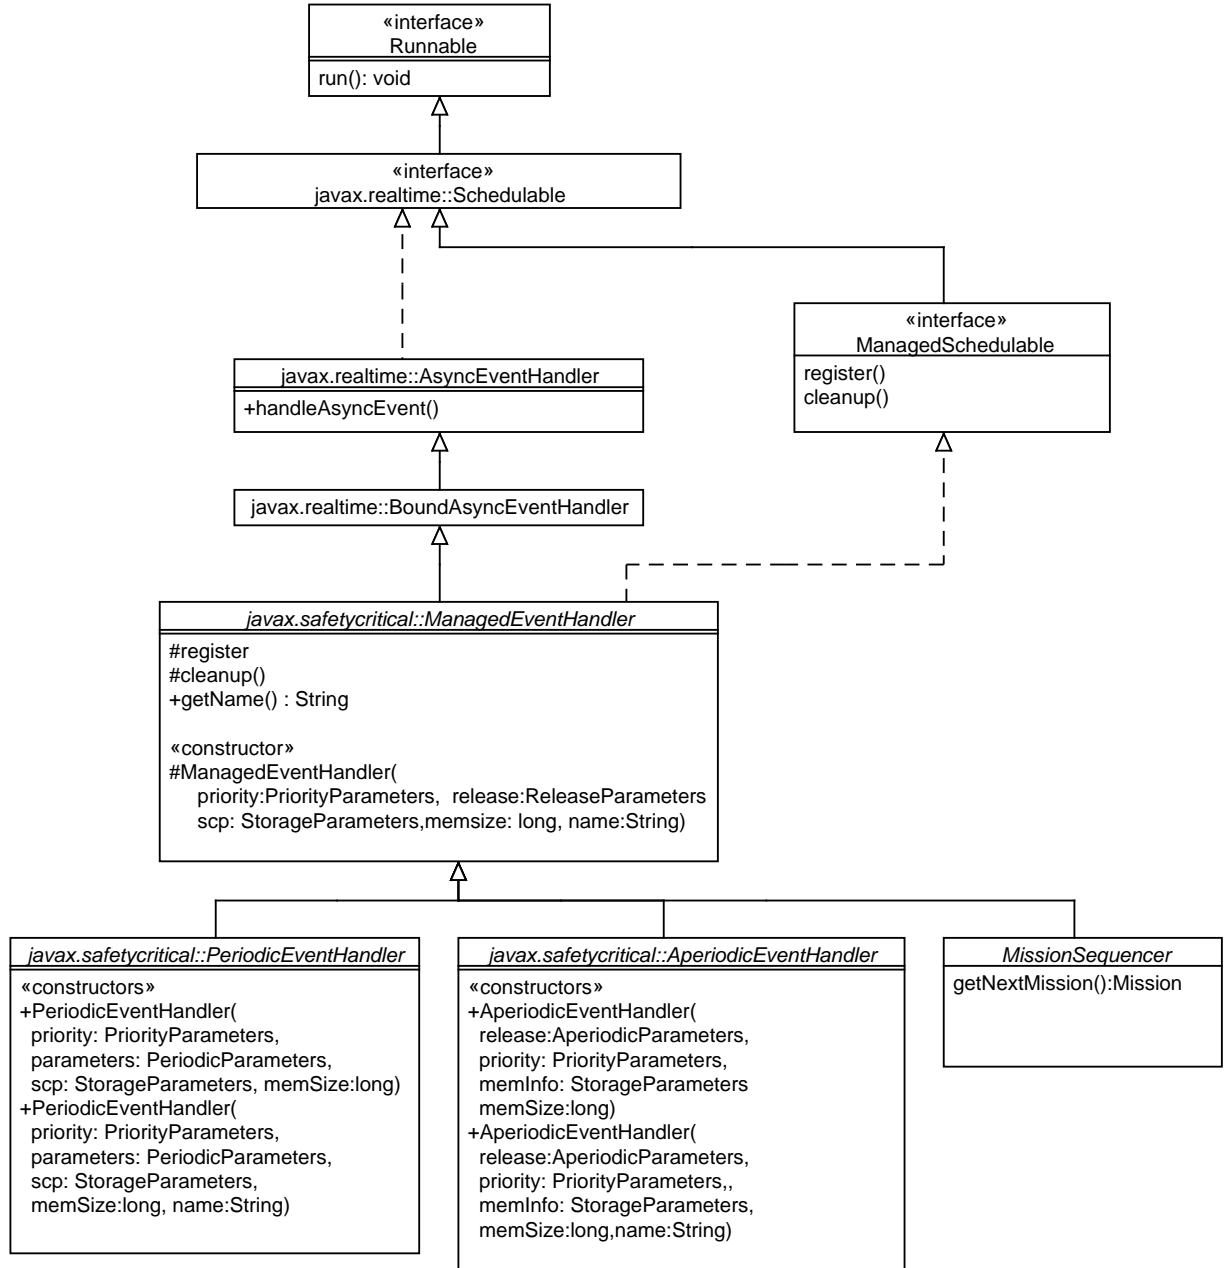 «interface»
Runnable
run(): void
«interface»
javax.realtime::Schedulable
«interface»
ManagedSchedulable
register()
cleanup()
javax.realtime::AsyncEventHandler
+handleAsyncEvent()
javax.realtime::BoundAsyncEventHandler
javax.safetycritical::ManagedEventHandler
#register
#cleanup()
+getName() : String
«constructor»
#ManagedEventHandler(
priority:PriorityParameters, release:ReleaseParameters
scp: StorageParameters,memsize: long, name:String)
javax.safetycritical::PeriodicEventHandler
«constructors»
+PeriodicEventHandler(
priority: PriorityParameters,
parameters: PeriodicParameters,
scp: StorageParameters, memSize:long)
+PeriodicEventHandler(
priority: PriorityParameters,
parameters: PeriodicParameters,
scp: StorageParameters,
memSize:long, name:String)
javax.safetycritical::AperiodicEventHandler
«constructors»
+AperiodicEventHandler(
release:AperiodicParameters,
priority: PriorityParameters,
memInfo: StorageParameters
memSize:long)
+AperiodicEventHandler(
release:AperiodicParameters,
priority: PriorityParameters,,
memInfo: StorageParameters,
memSize:long,name:String)
MissionSequencer
getNextMission():Mission